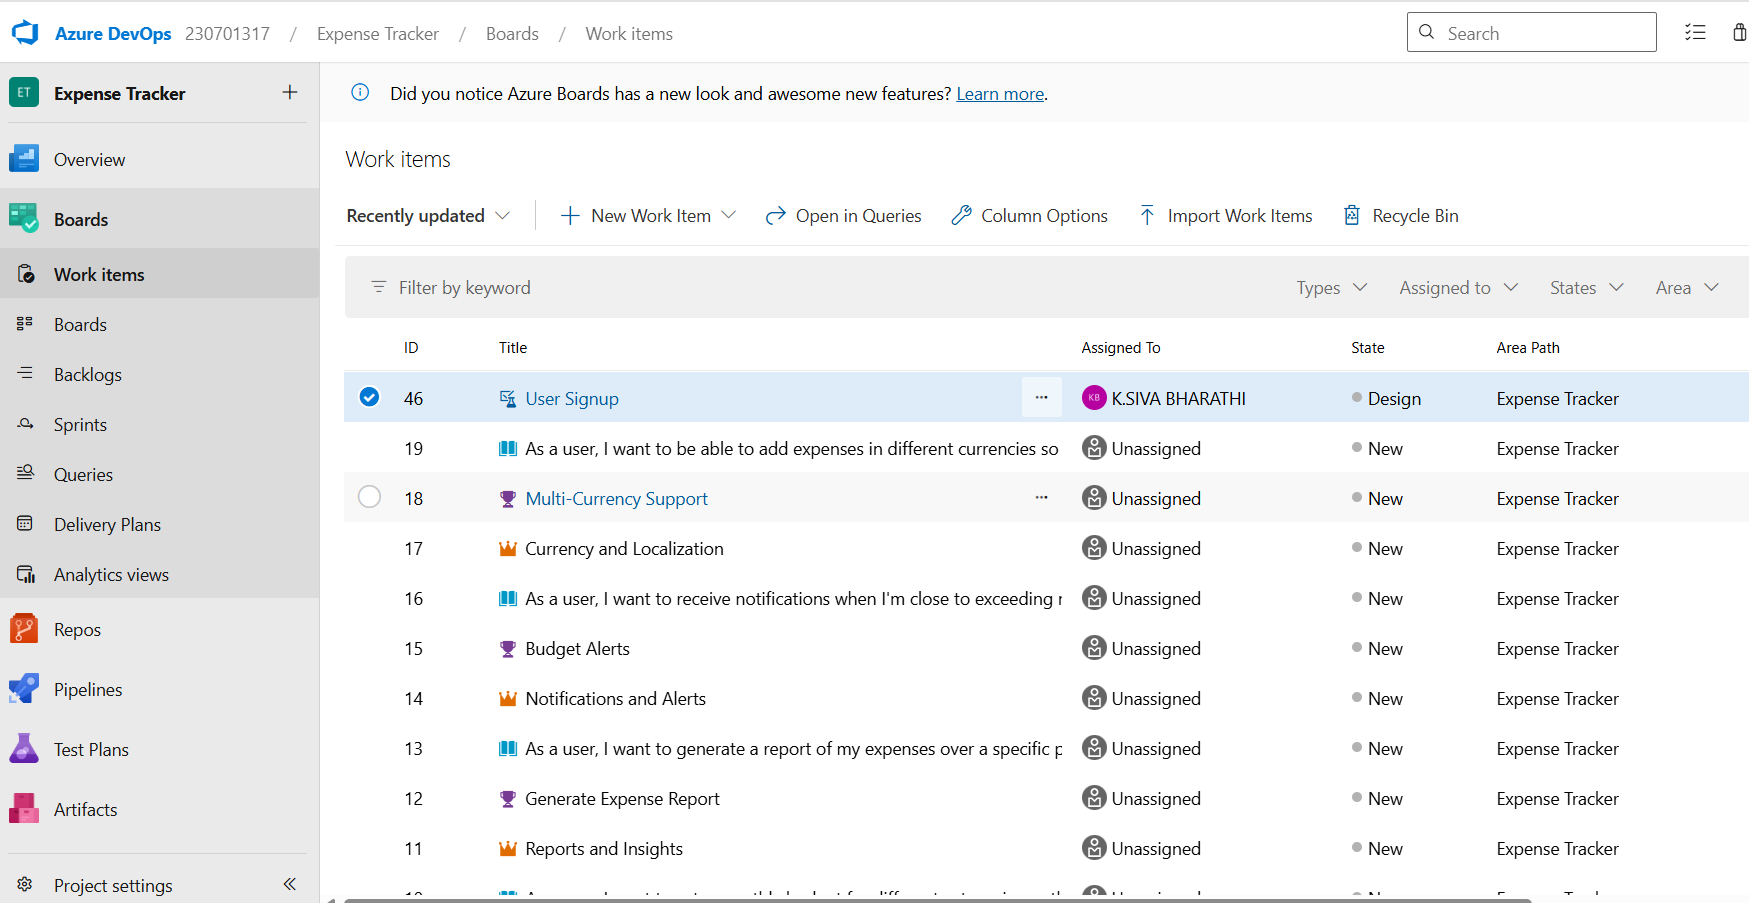 Azure DevOps 230701317 / Expense Tracker / Boards / Work items
Search
ET Expense Tracker
Did you notice Azure Boards has a new look and awesome new features? Learn more.
Overview
Boards
Work items
Boards
Backlogs
Sprints
Queries
Delivery Plans
Analytics views
Repos
Pipelines
Test Plans
Artifacts
Project settings
Work items
Recently updated New Work Item Open in Queries Column Options Import Work Items Recycle Bin
Filter by keyword Types Assigned to States Area
ID Title Assigned To State Area Path
46 User Signup KB K.SIVA BHARATHI Design Expense Tracker
19 As a user, I want to be able to add expenses in different currencies so Unassigned New Expense Tracker
18 Multi-Currency Support Unassigned New Expense Tracker
17 Currency and Localization Unassigned New Expense Tracker
16 As a user, I want to receive notifications when I'm close to exceeding Unassigned New Expense Tracker
15 Budget Alerts Unassigned New Expense Tracker
14 Notifications and Alerts Unassigned New Expense Tracker
13 As a user, I want to generate a report of my expenses over a specific p Unassigned New Expense Tracker
12 Generate Expense Report Unassigned New Expense Tracker
11 Reports and Insights Unassigned New Expense Tracker